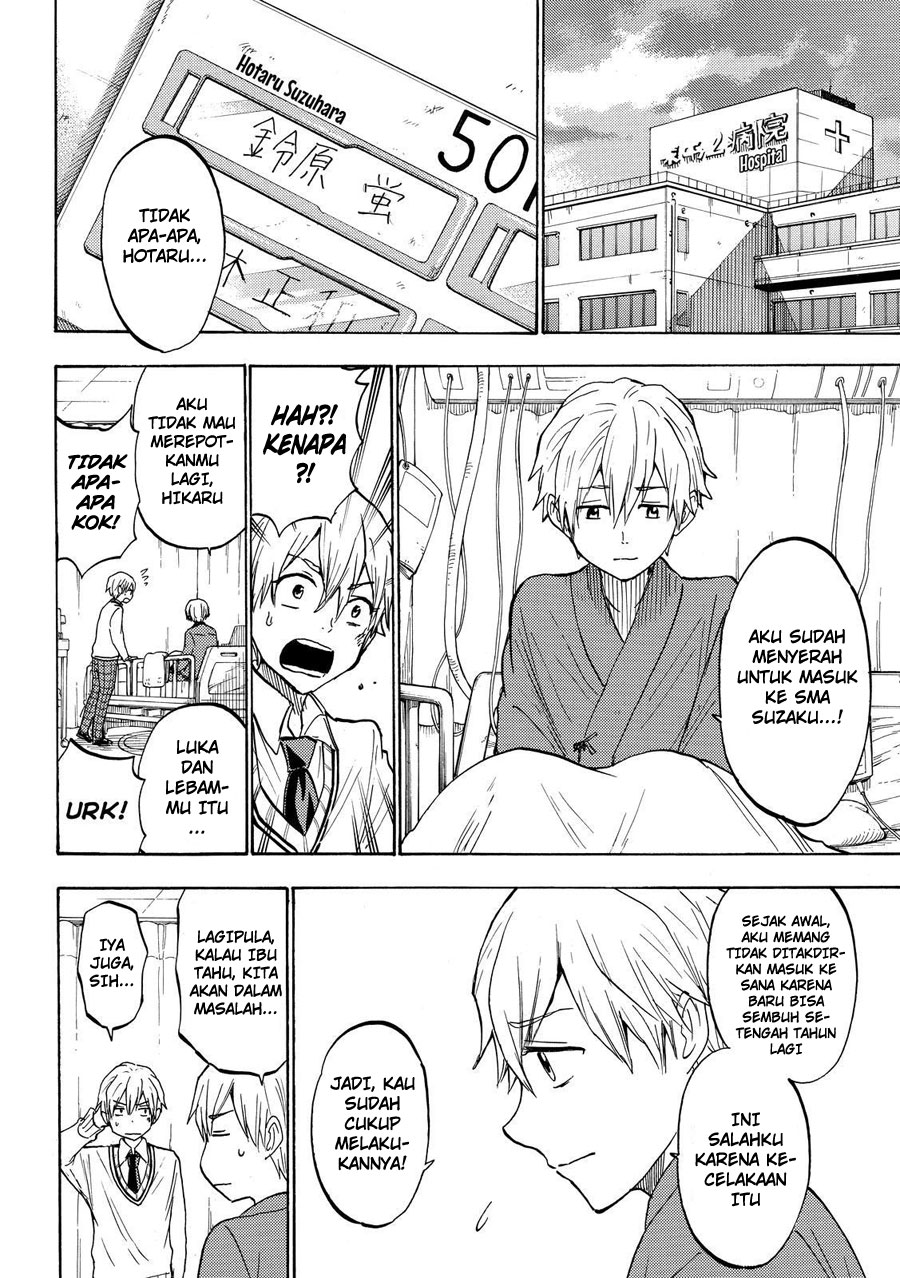 病院
Hospital
Hotaru Suzuhara
鈴原 蛍
50
TIDAK
APA-APA,
HOTARU...
AKU SUDAH
MENYERAH
UNTUK MASUK
KE SMA
SUZAKU...!
HAH?!
KENAPA
?!
AKU
TIDAK MAU
MEREPOT-
KANMU
LAGI,
HIKARU
TIDAK
APA-
APA
KOK!
LUKA
DAN
LEBAM-
MU ITU
...
URK!
SEJAK AWAL,
AKU MEMANG
TIDAK DITAKDIR-
KAN MASUK KE
SANA KARENA
BARU BISA
SEMBUH SE-
TENGAH TAHUN
LAGI
INI
SALAHKU
KARENA KE-
CELAKAAN
ITU
JADI, KAU
SUDAH
CUKUP
MELAKU-
KANNYA!
LAGIPULA,
KALAU IBU
TAHU, KITA
AKAN DALAM
MASALAH...
IYA
JUGA,
SIH...